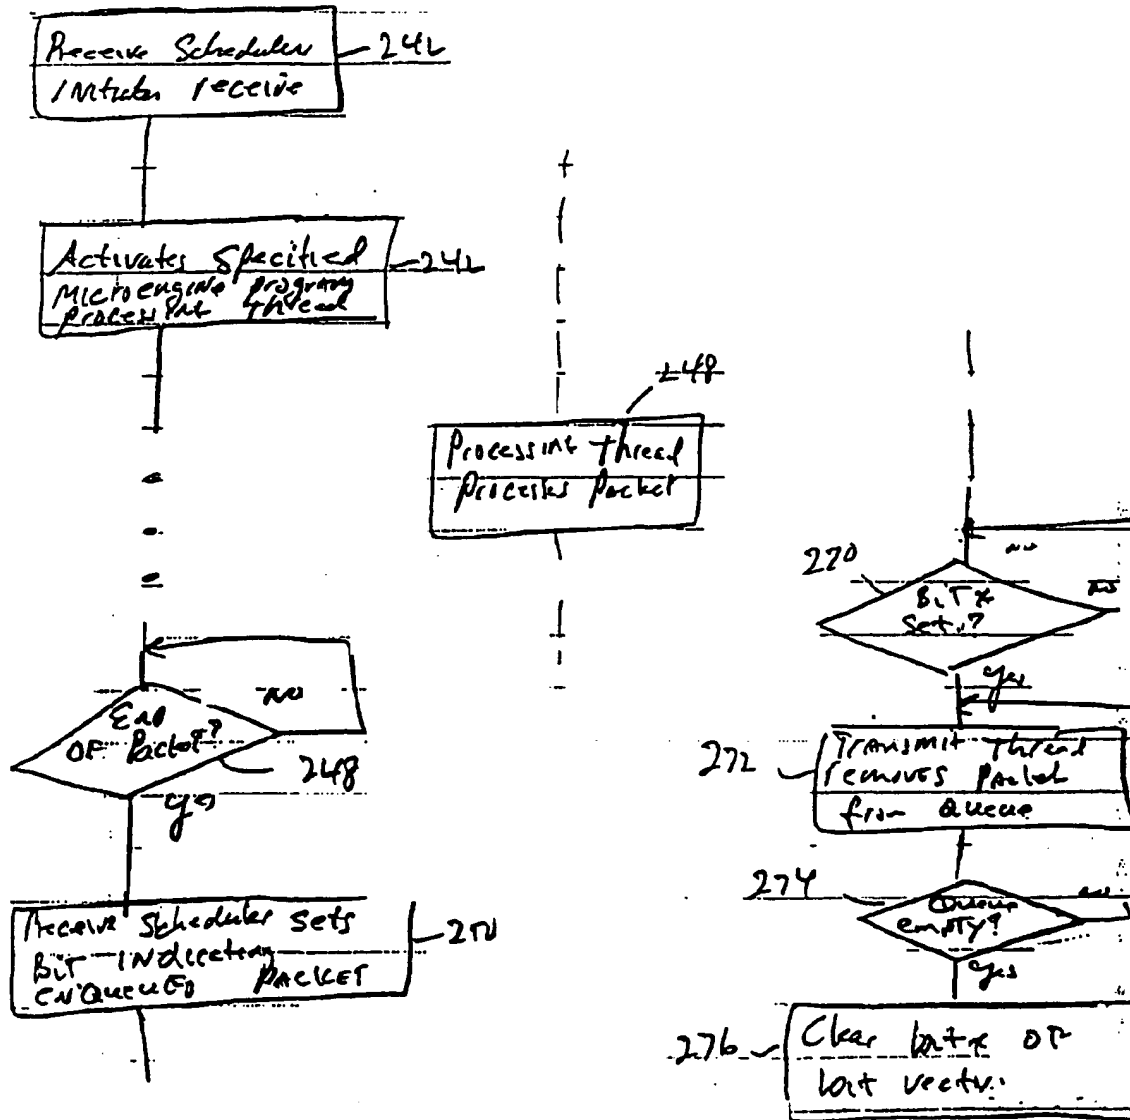 Receive Scheduler
initiates receive
242
Activates Specified
Microengine program
processing thread
242
248
Processing thread
Processes packet
End
OF Packet?
NO
248
yes
Receive Scheduler sets
BiT indicating
ENQUEUED PACKET
250
270
BiT x
Set?
no
no
yes
272
Transmit thread
removes packet
from Queue
274
Queue
empty?
no
yes
276
Clear bit x OF
bit vector